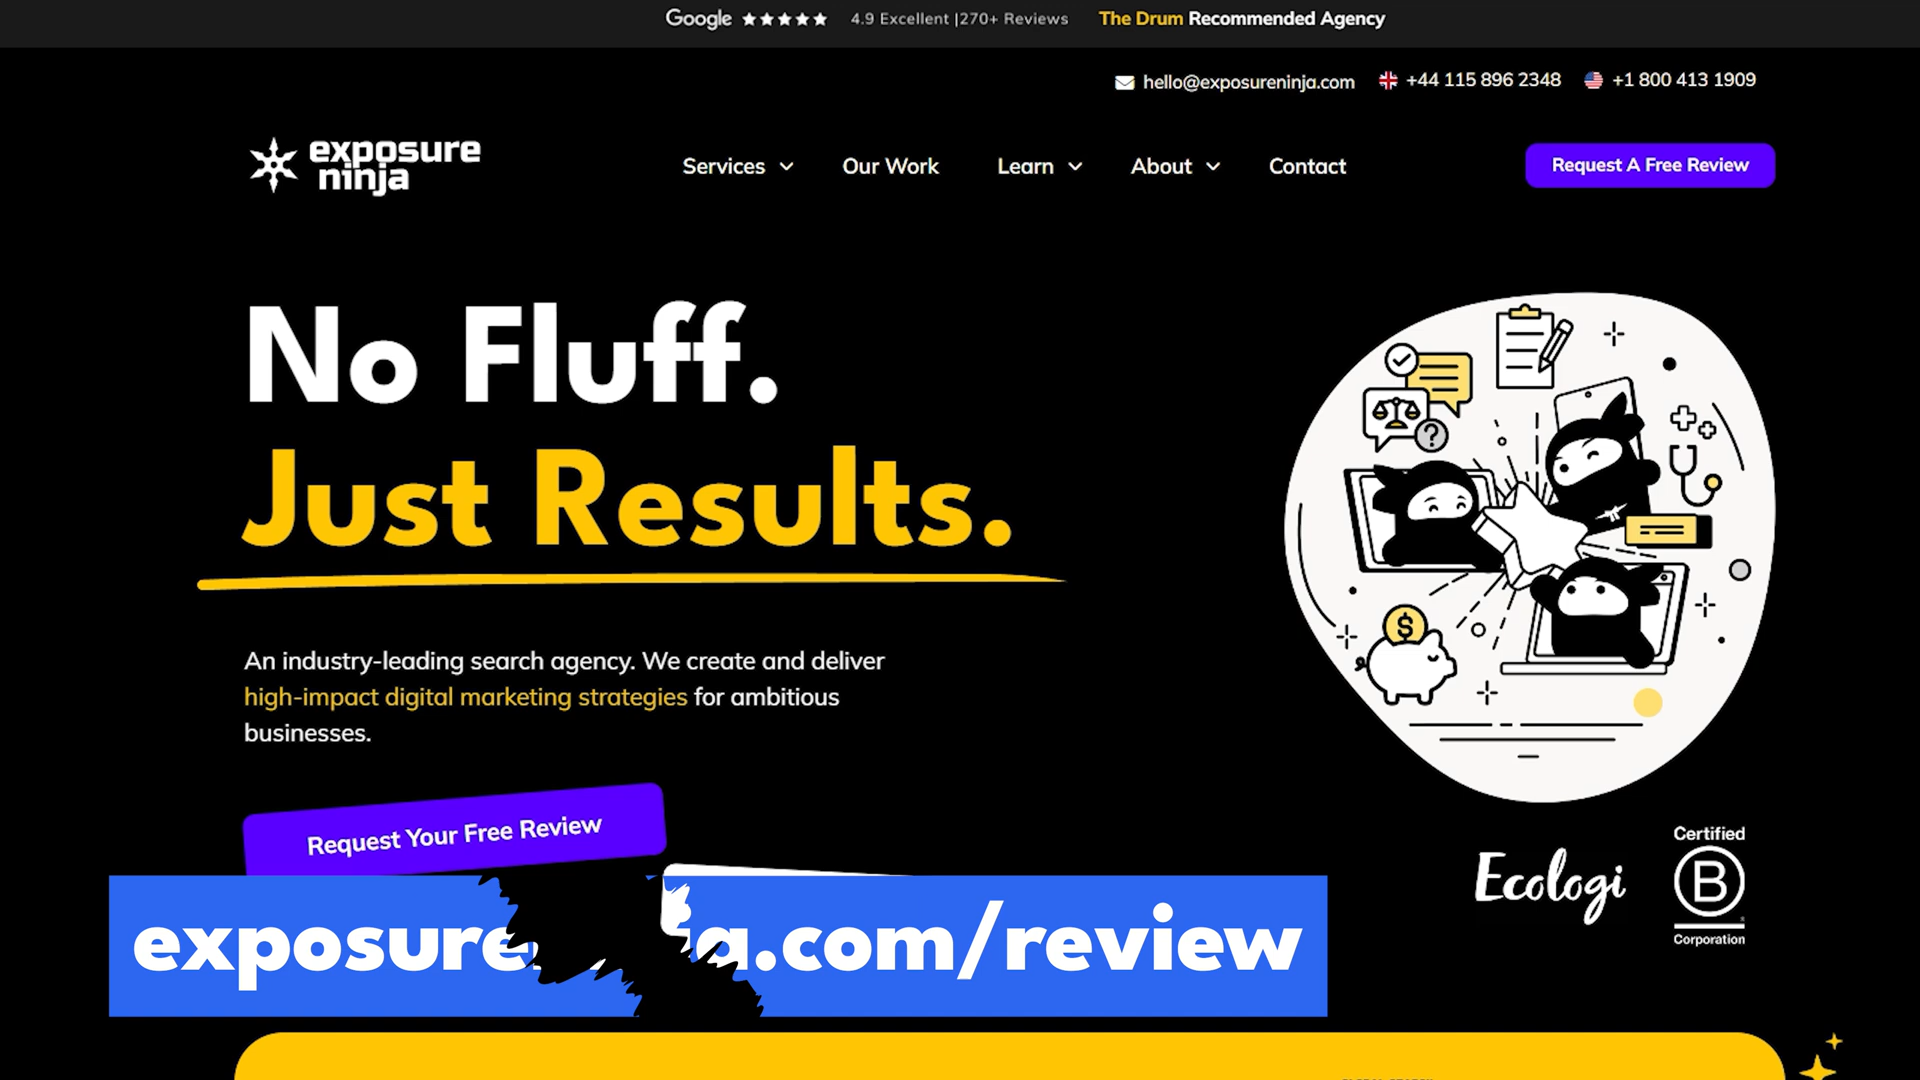 Google 4.9 Excellent |270+ Reviews The Drum Recommended Agency
hello@exposureninja.com +44 115 896 2348 +1 800 413 1909
exposure
ninja
Services Our Work Learn About Contact Request A Free Review
No Fluff.
Just Results.
An industry-leading search agency. We create and deliver
high-impact digital marketing strategies for ambitious
businesses.
Request Your Free Review
Ecologi
Certified
B
Corporation
.com/review